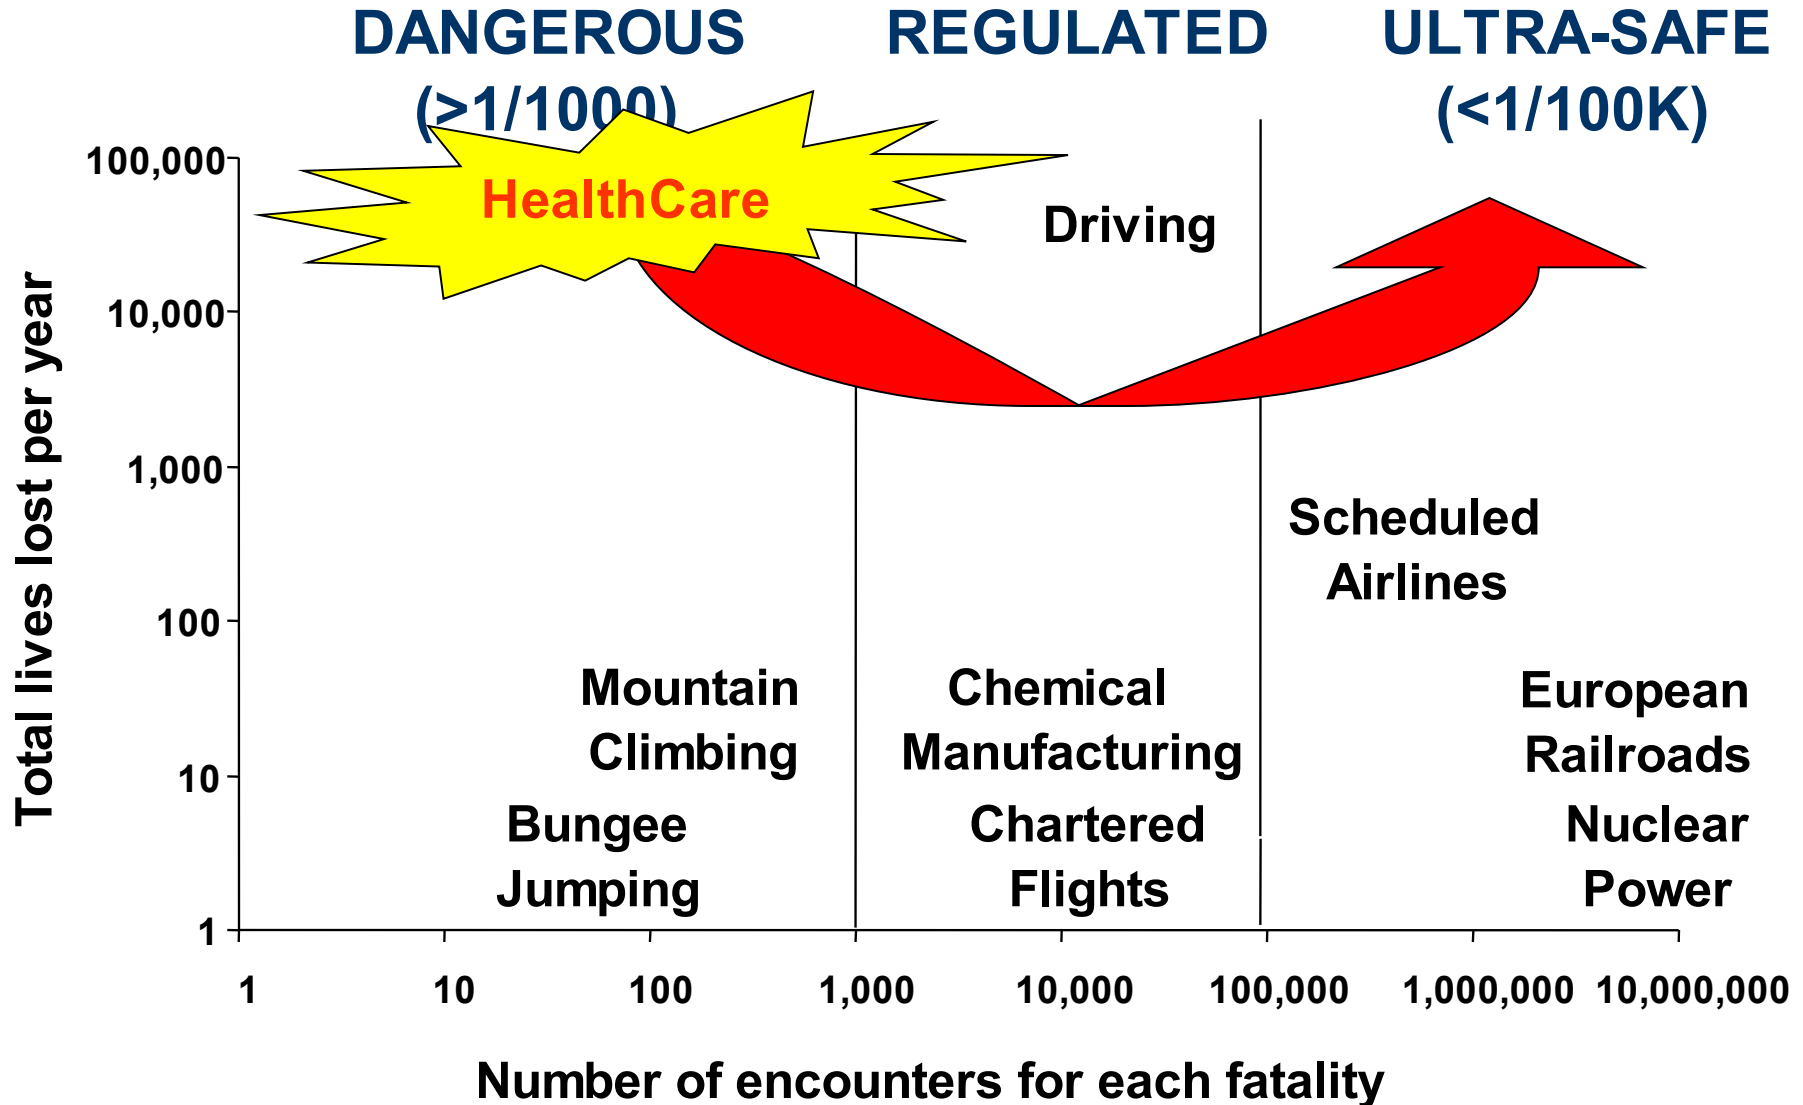 DANGEROUS
(>1/1000)
REGULATED
ULTRA-SAFE
(<1/100K)
Total lives lost per year
100,000
10,000
1,000
100
10
1
HealthCare
Driving
Scheduled
Airlines
Mountain
Climbing
Chemical
Manufacturing
European
Railroads
Bungee
Jumping
Chartered
Flights
Nuclear
Power
1
10
100
1,000
10,000
100,000
1,000,000
10,000,000
Number of encounters for each fatality